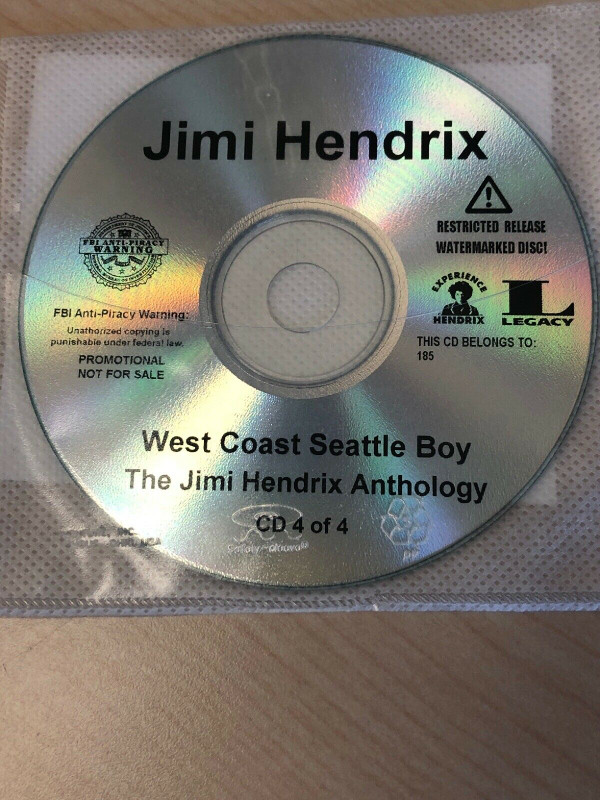 Jimi Hendrix
FBI ANTI-PIRACY
WARNING
RESTRICTED RELEASE
WATERMARKED DISC!
EXPERIENCE
HENDRIX
L
LEGACY
FBI Anti-Piracy Warning:
Unauthorized copying is
punishable under federal law.
PROMOTIONAL
NOT FOR SALE
THIS CD BELONGS TO:
185
West Coast Seattle Boy
The Jimi Hendrix Anthology
CD 4 of 4